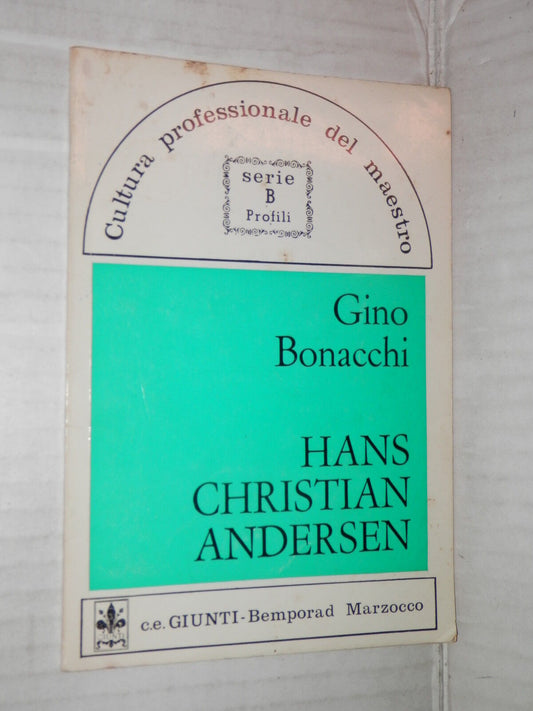 Cultura professionale del maestro
serie
B
Profili
Gino
Bonacchi
HANS
CHRISTIAN
ANDERSEN
c.e. GIUNTI-Bemporad Marzocco